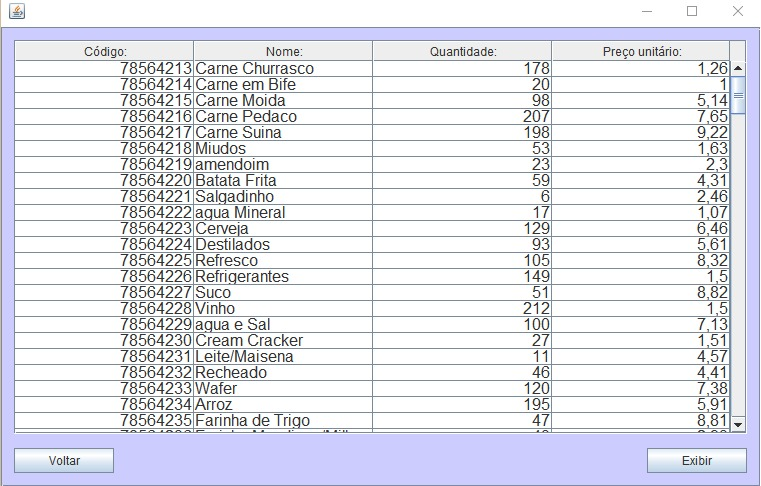 Código: Nome: Quantidade: Preço unitário:
78564213 Carne Churrasco 178 1,26
78564214 Carne em Bife 20 1
78564215 Carne Moida 98 5,14
78564216 Carne Pedaco 207 7,65
78564217 Carne Suina 198 9,22
78564218 Miudos 53 1,63
78564219 amendoim 23 2,3
78564220 Batata Frita 59 4,31
78564221 Salgadinho 6 2,46
78564222 agua Mineral 17 1,07
78564223 Cerveja 129 6,46
78564224 Destilados 93 5,61
78564225 Refresco 105 8,32
78564226 Refrigerantes 149 1,5
78564227 Suco 51 8,82
78564228 Vinho 212 1,5
78564229 agua e Sal 100 7,13
78564230 Cream Cracker 27 1,51
78564231 Leite/Maisena 11 4,57
78564232 Recheado 46 4,41
78564233 Wafer 120 7,38
78564234 Arroz 195 5,91
78564235 Farinha de Trigo 47 8,81
Voltar Exibir